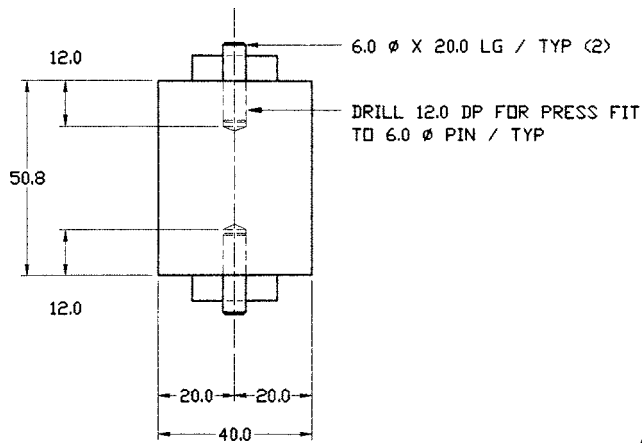 12.0
6.0 ø X 20.0 LG / TYP (2)
DRILL 12.0 DP FOR PRESS FIT
TO 6.0 ø PIN / TYP
50.8
12.0
20.0
20.0
40.0